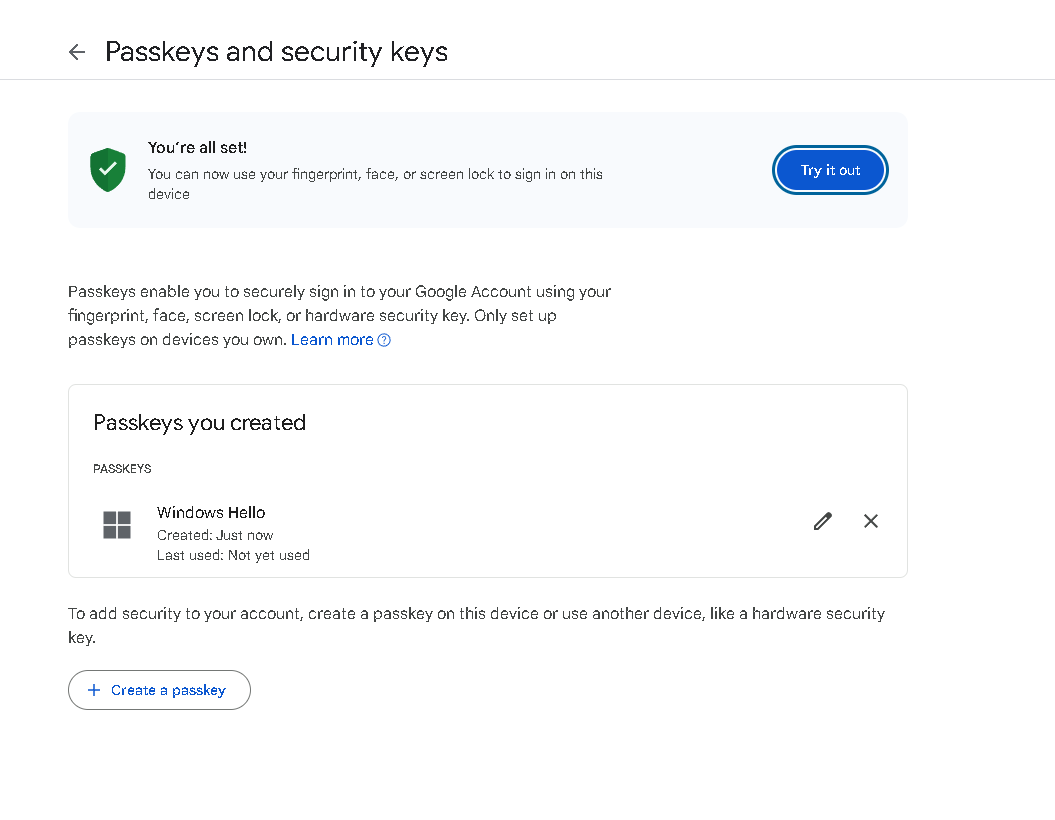 Passkeys and security keys
You're all set!
You can now use your fingerprint, face, or screen lock to sign in on this
device
Try it out
Passkeys enable you to securely sign in to your Google Account using your
fingerprint, face, screen lock, or hardware security key. Only set up
passkeys on devices you own. Learn more
Passkeys you created
PASSKEYS
Windows Hello
Created: Just now
Last used: Not yet used
To add security to your account, create a passkey on this device or use another device, like a hardware security
key.
Create a passkey